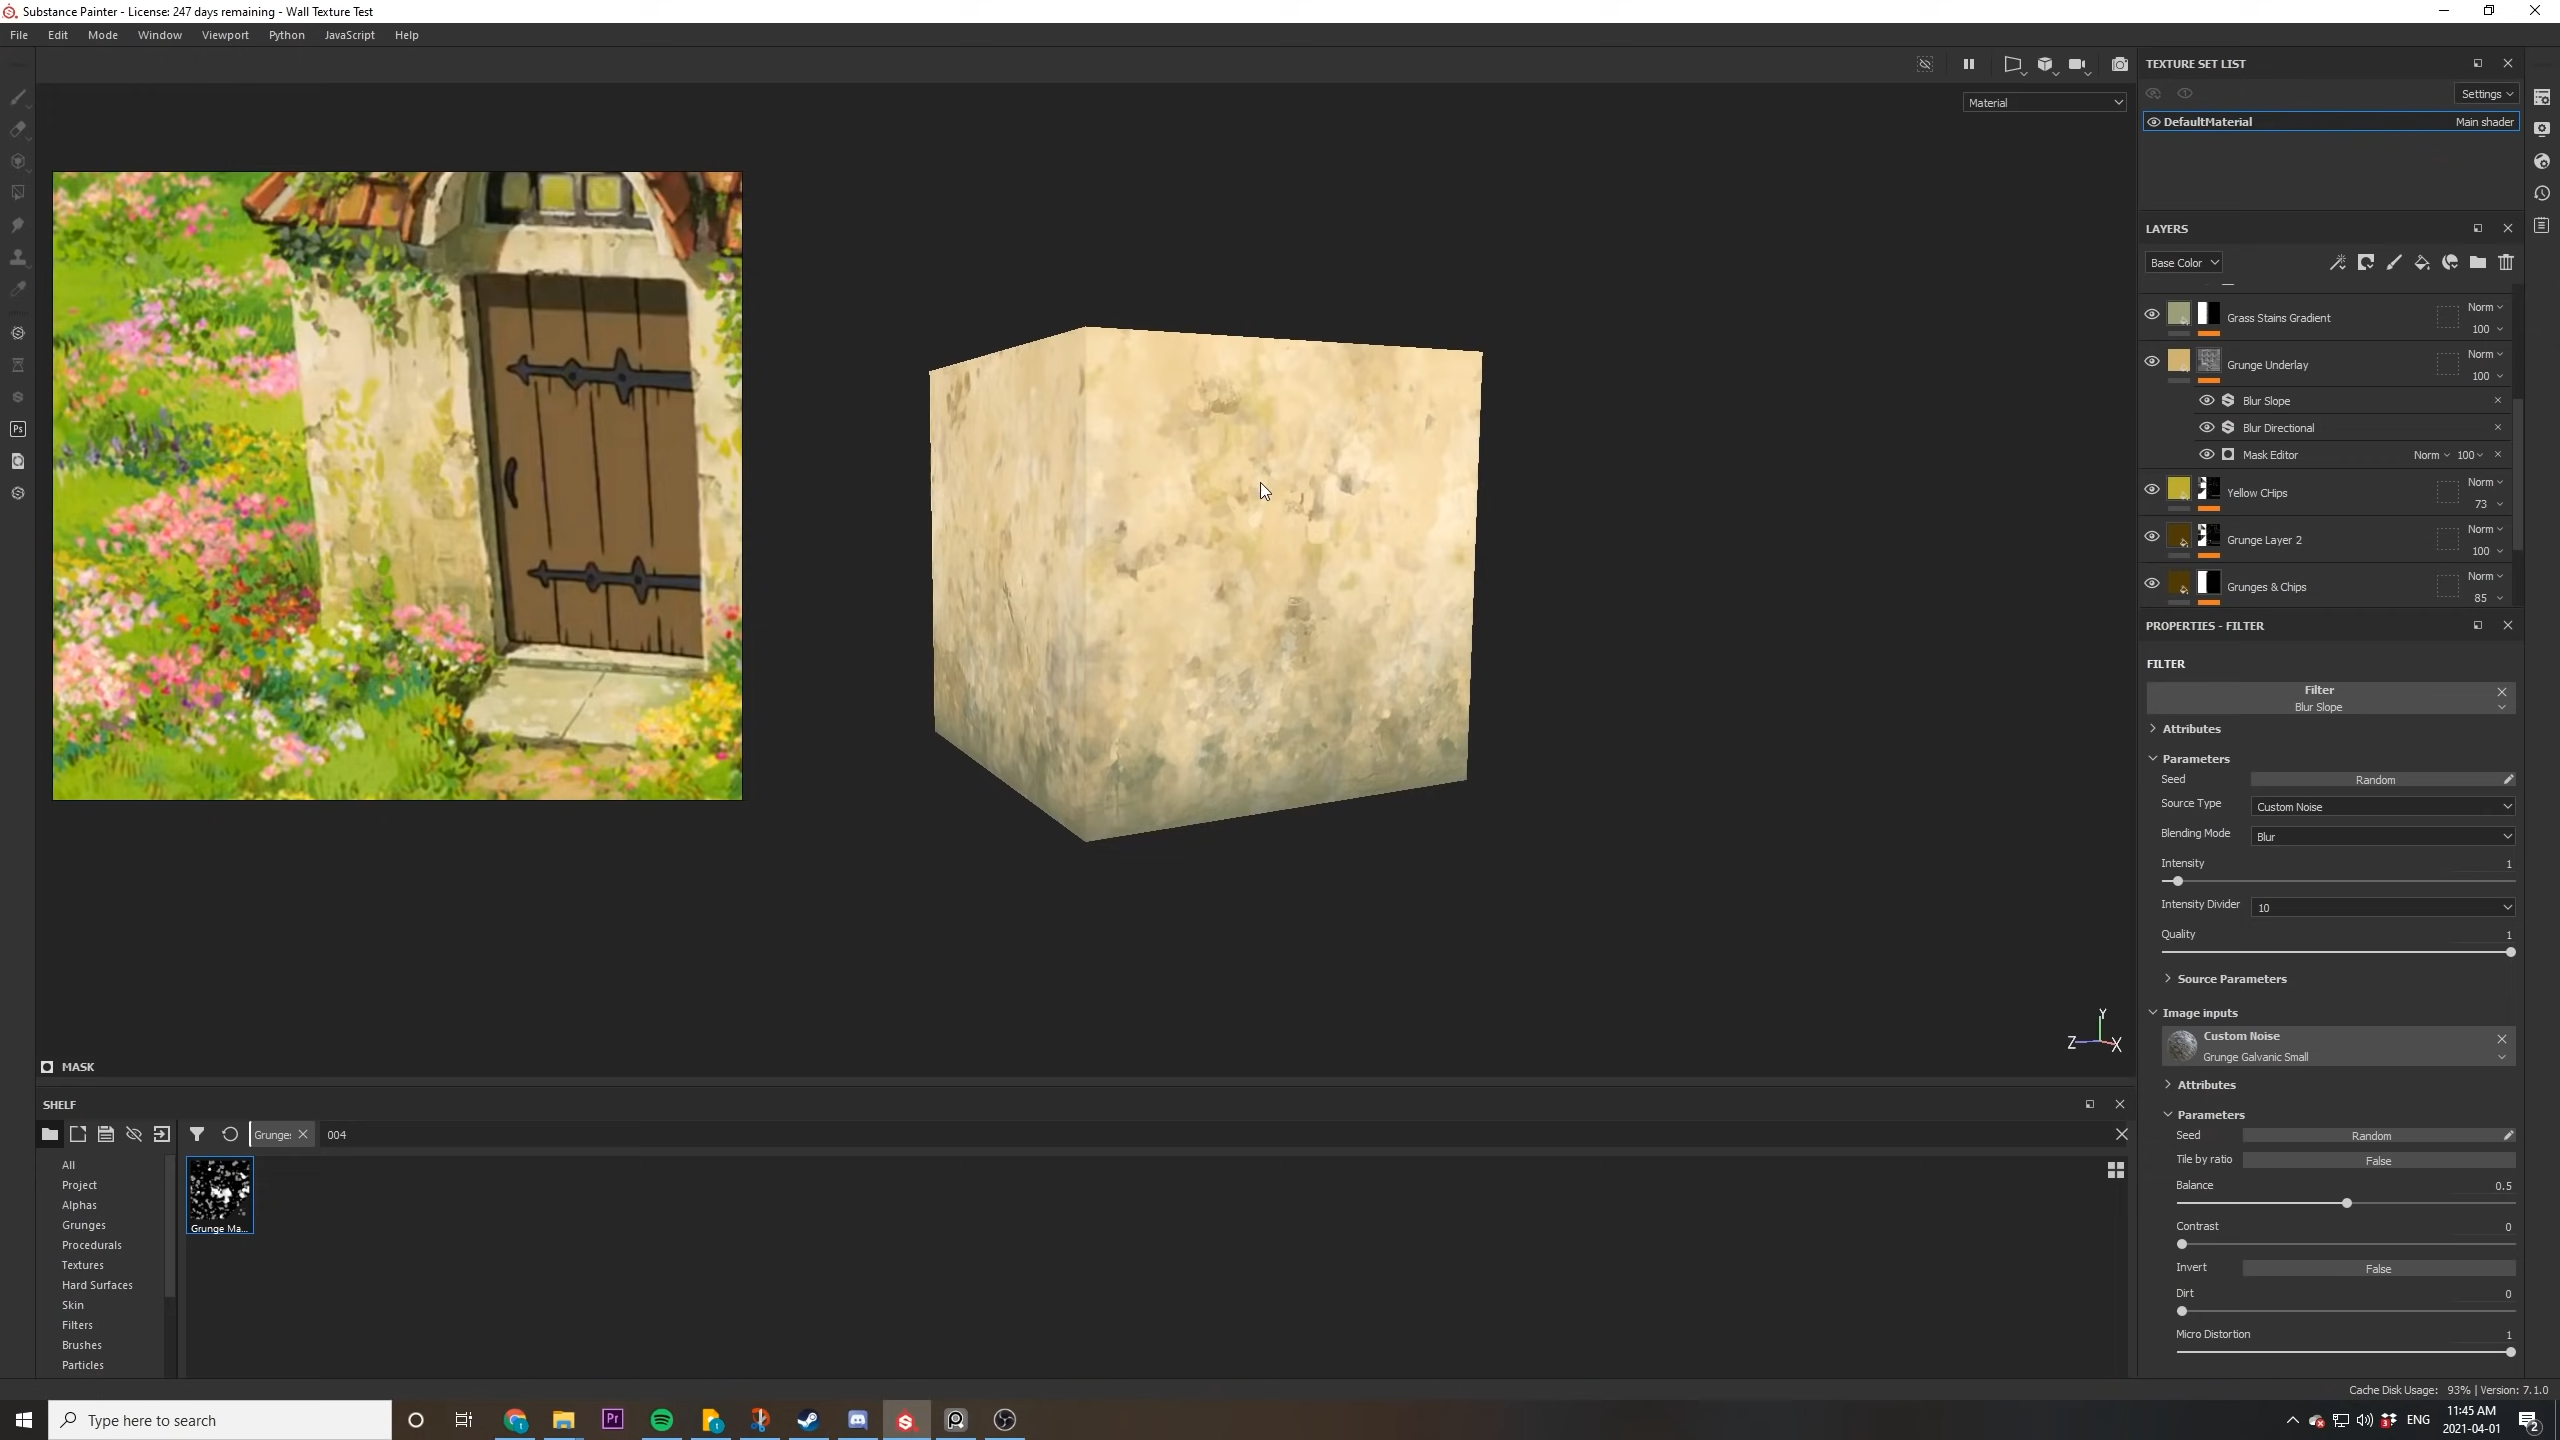 Substance Painter - License: 247 days remaining - Wall Texture Test
File Edit Mode Window Viewport Python JavaScript Help
Material
TEXTURE SET LIST
Settings
DefaultMaterial Main shader
LAYERS
Base Color
Grass Stains Gradient Norm 100
Grunge Underlay Norm 100
Blur Slope
Blur Directional
Mask Editor Norm 100
Yellow CHips Norm 73
Grunge Layer 2 Norm 100
Grunges & Chips Norm 85
PROPERTIES - FILTER
FILTER
Filter
Blur Slope
Attributes
Parameters
Seed Random
Source Type Custom Noise
Blending Mode Blur
Intensity 1
Intensity Divider 10
Quality 1
Source Parameters
Image inputs
Custom Noise
Grunge Galvanic Small
Attributes
Parameters
Seed Random
Tile by ratio False
Balance 0.5
Contrast 0
Invert False
Dirt 0
Micro Distortion 1
Y
Z X
Ps
MASK
SHELF
Grunge: 004
All
Project
Alphas
Grunges
Procedurals
Textures
Hard Surfaces
Skin
Filters
Brushes
Particles
Grunge Ma...
Cache Disk Usage: 93% | Version: 7.1.0
Type here to search
Pr
ENG
11:45 AM
2021-04-01
2